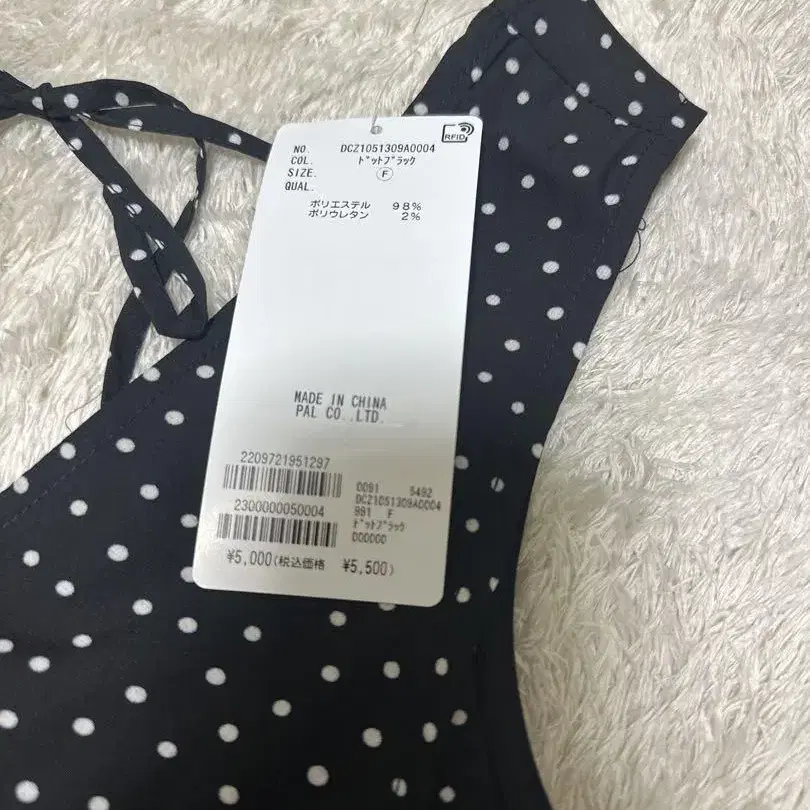 RFID
NO. DCZ1051309A0004
COL. ドットブラック
SIZE. F
QUAL.
ポリエステル 98%
ポリウレタン 2%
MADE IN CHINA
PAL CO.,LTD.
2209721951297
2300000050004
DD91 5492
DCZ1051309A0004
991 F
ドットブラック
D00000
¥5,000(税込価格 ¥5,500)